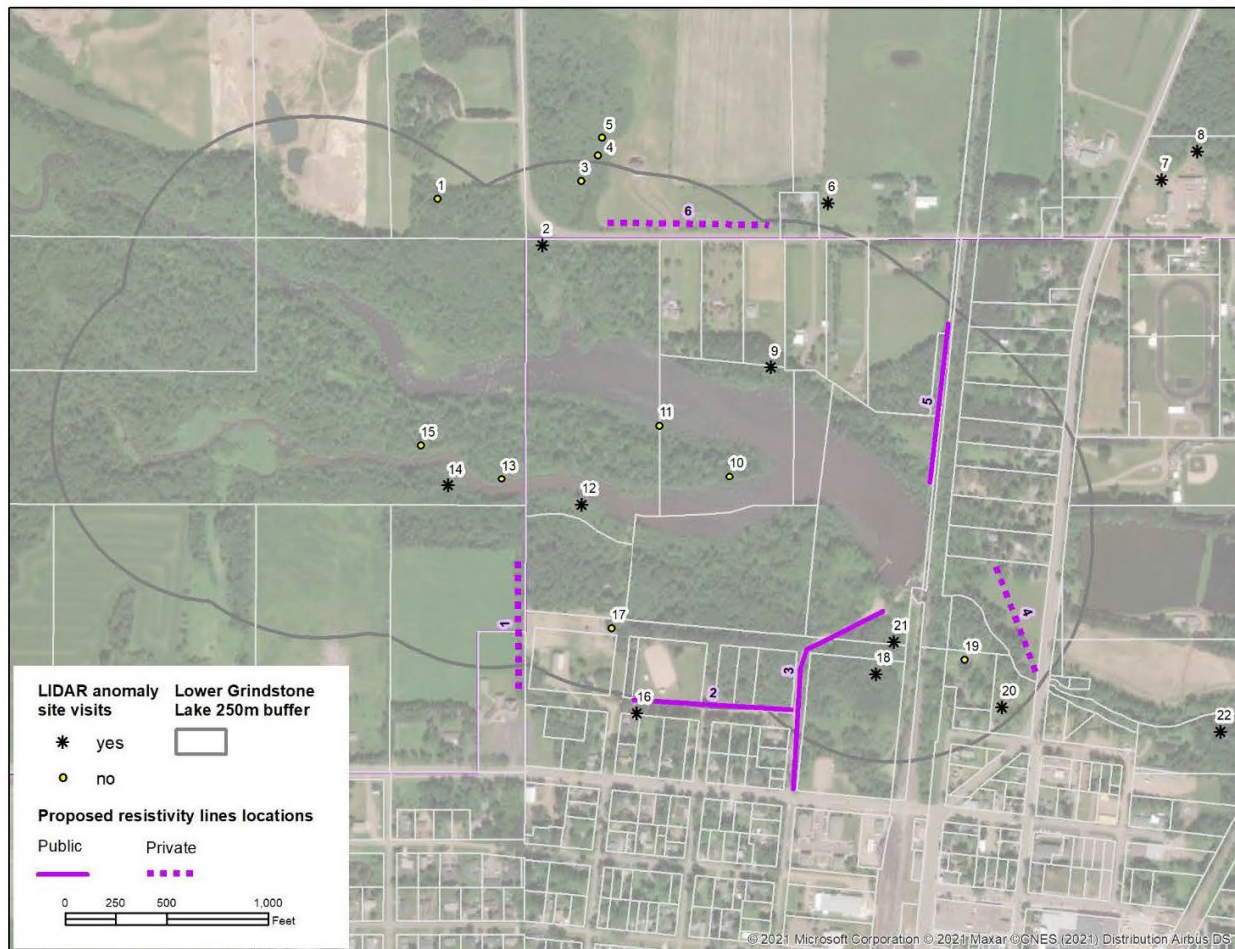 5
4
8
3
7
1
6
6
2
9
5
11
15
10
14
13
12
4
1
17
21
19
3
18
2
16
20
22
LIDAR anomaly
site visits
Lower Grindstone
Lake 250m buffer
yes
no
Proposed resistivity lines locations
Public
Private
0 250 500 1,000
Feet
© 2021 Microsoft Corporation © 2021 Maxar ©CNES (2021) Distribution Airbus DS